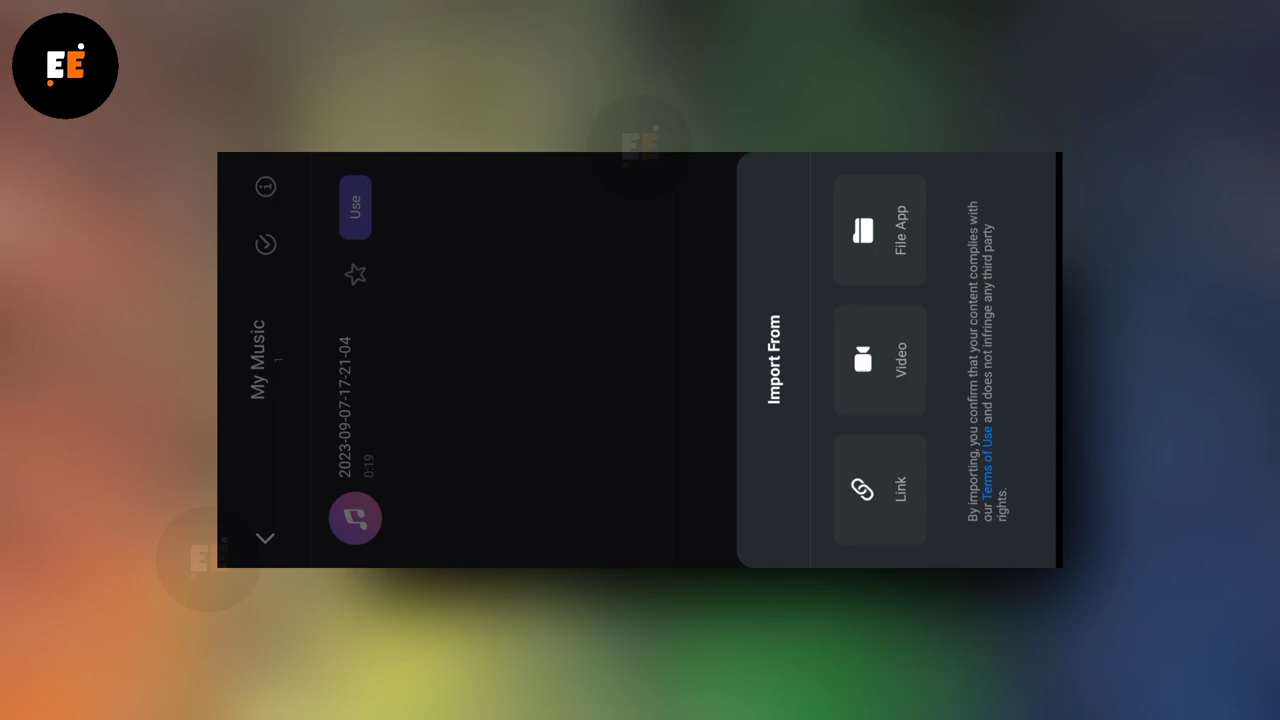 EE
My Music
1
2023-09-07-17-21-04
0:19
Use
Import From
Link
Video
File App
By importing, you confirm that your content complies with
our Terms of Use and does not infringe any third party
rights.
EE
EE